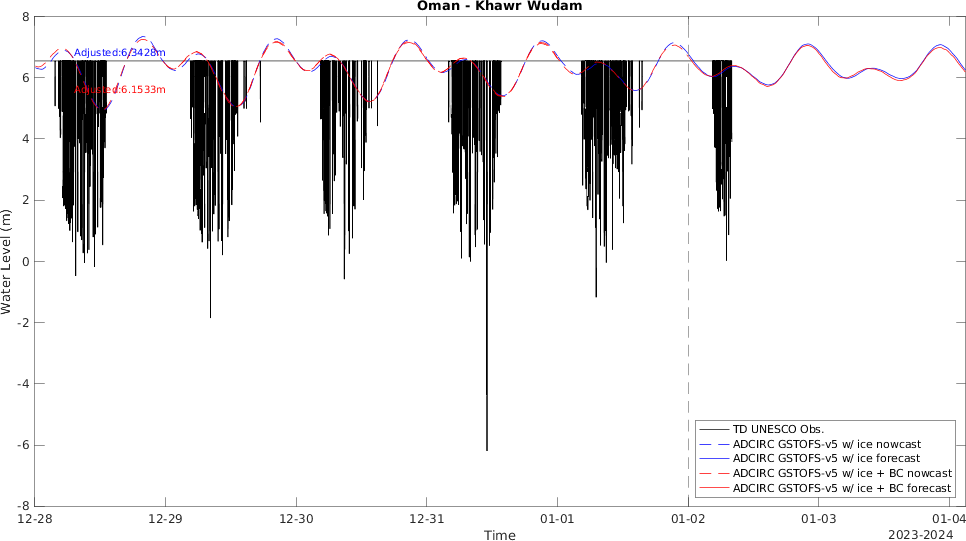 Oman - Khawr Wudam
8
6
4
2
0
-2
-4
-6
-8
Water Level (m)
Adjusted:6.3428m
Adjusted:6.1533m
TD UNESCO Obs.
ADCIRC GSTOFS-v5 w/ ice nowcast
ADCIRC GSTOFS-v5 w/ ice forecast
ADCIRC GSTOFS-v5 w/ ice + BC nowcast
ADCIRC GSTOFS-v5 w/ ice + BC forecast
12-28 12-29 12-30 12-31 01-01 01-02 01-03 01-04
Time
2023-2024